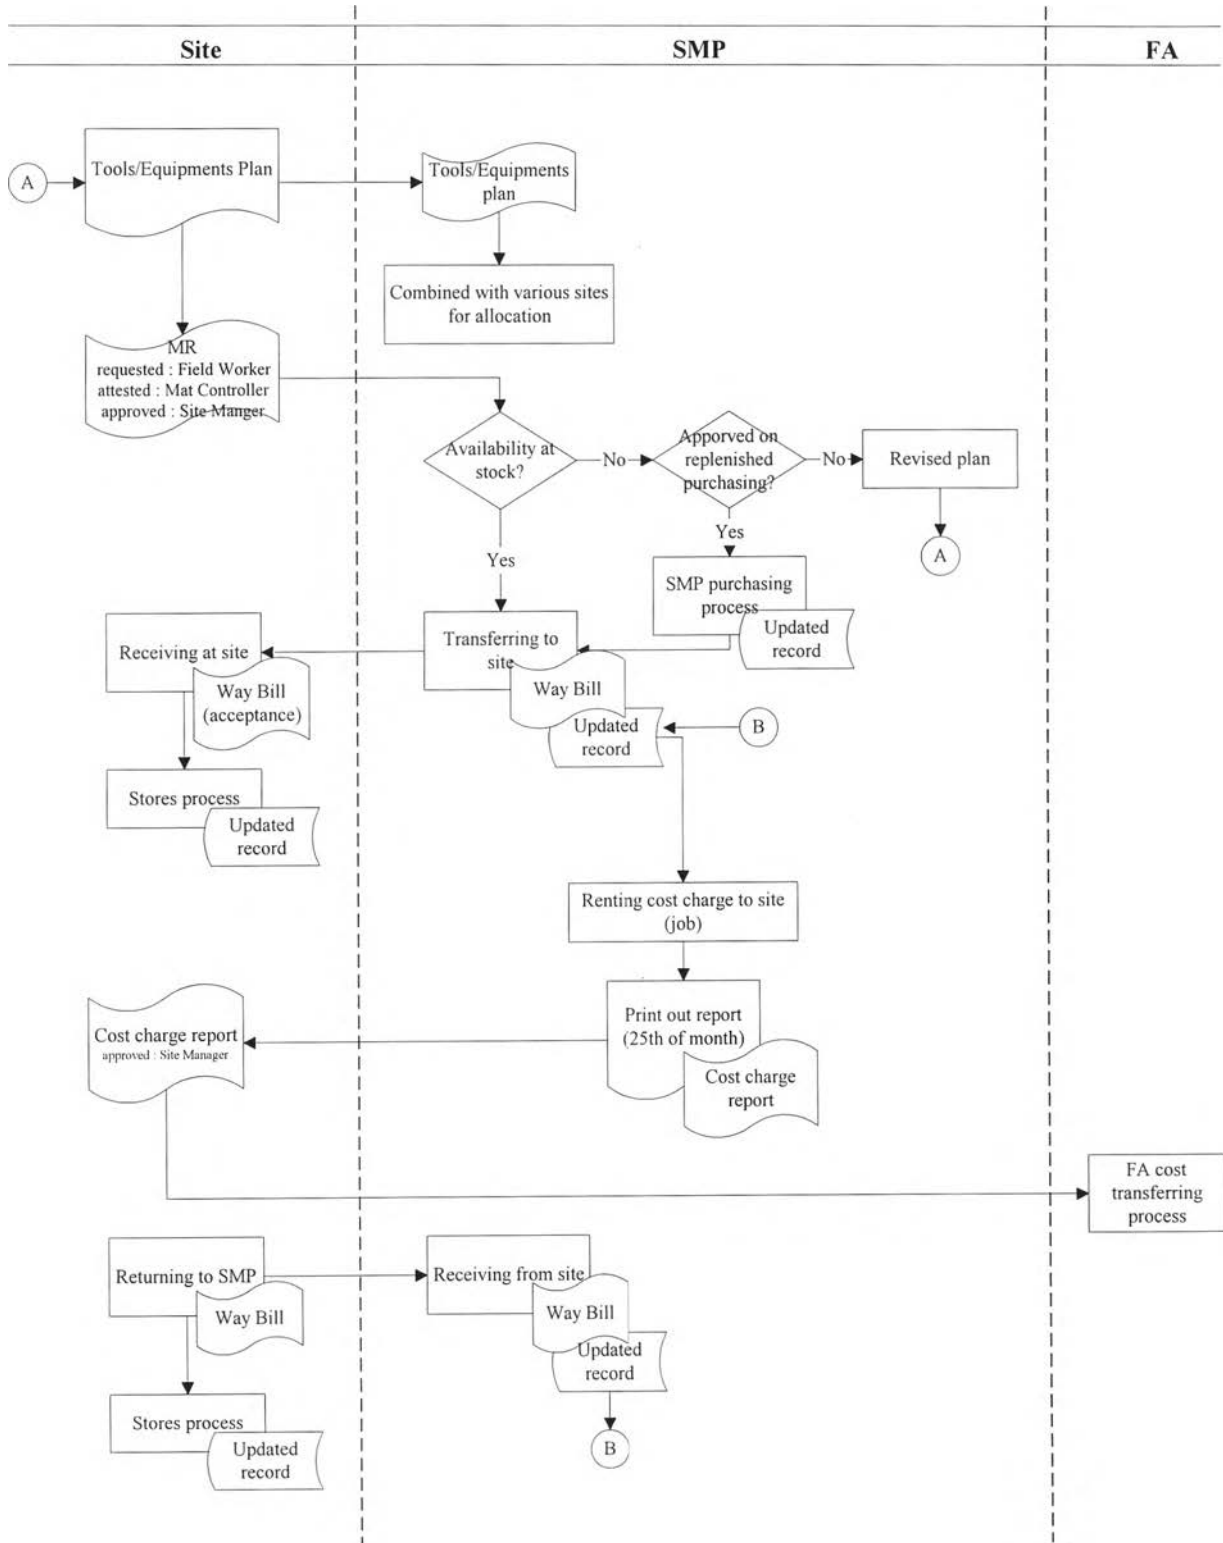 Site
SMP
FA
A
Tools/Equipments Plan
Tools/Equipments
plan
Combined with various sites
for allocation
MR
requested : Field Worker
attested : Mat Controller
approved : Site Manger
Availability at
stock?
No
Apporved on
replenished
purchasing?
No
Revised plan
A
Yes
Yes
SMP purchasing
process
Updated
record
Transferring to
site
Way Bill
Updated
record
B
Receiving at site
Way Bill
(acceptance)
Stores process
Updated
record
Renting cost charge to site
(job)
Print out report
(25th of month)
Cost charge
report
Cost charge report
approved : Site Manager
FA cost
transferring
process
Returning to SMP
Way Bill
Receiving from site
Way Bill
Updated
record
B
Stores process
Updated
record